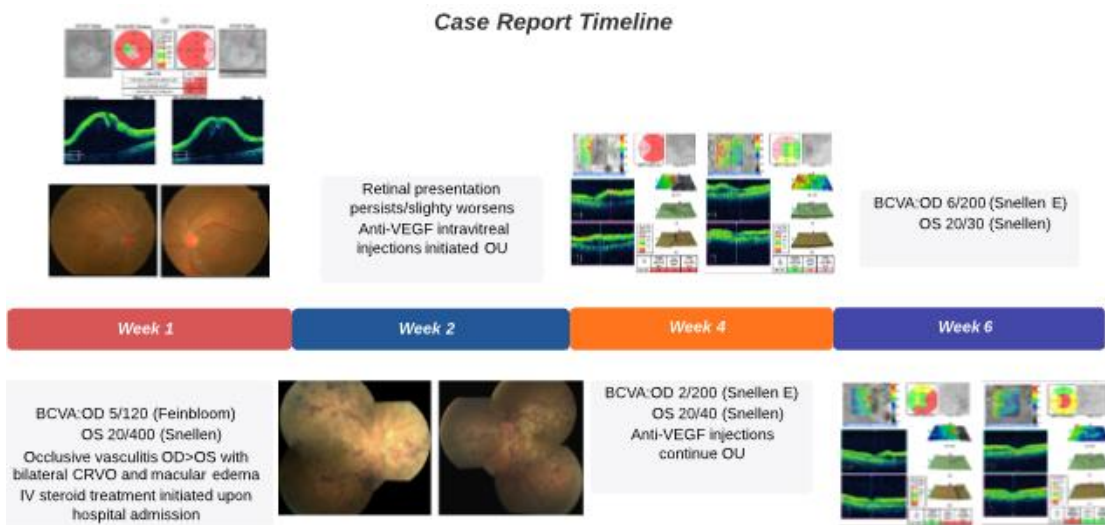 Case Report Timeline
Retinal presentation
persists/slighty worsens
Anti-VEGF intravitreal
injections initiated OU
BCVA:OD 6/200 (Snellen E)
OS 20/30 (Snellen)
Week 1
Week 2
Week 4
Week 6
BCVA:OD 5/120 (Feinbloom)
OS 20/400 (Snellen)
Occlusive vasculitis OD>OS with
bilateral CRVO and macular edema
IV steroid treatment initiated upon
hospital admission
BCVA:OD 2/200 (Snellen E)
OS 20/40 (Snellen)
Anti-VEGF injections
continue OU